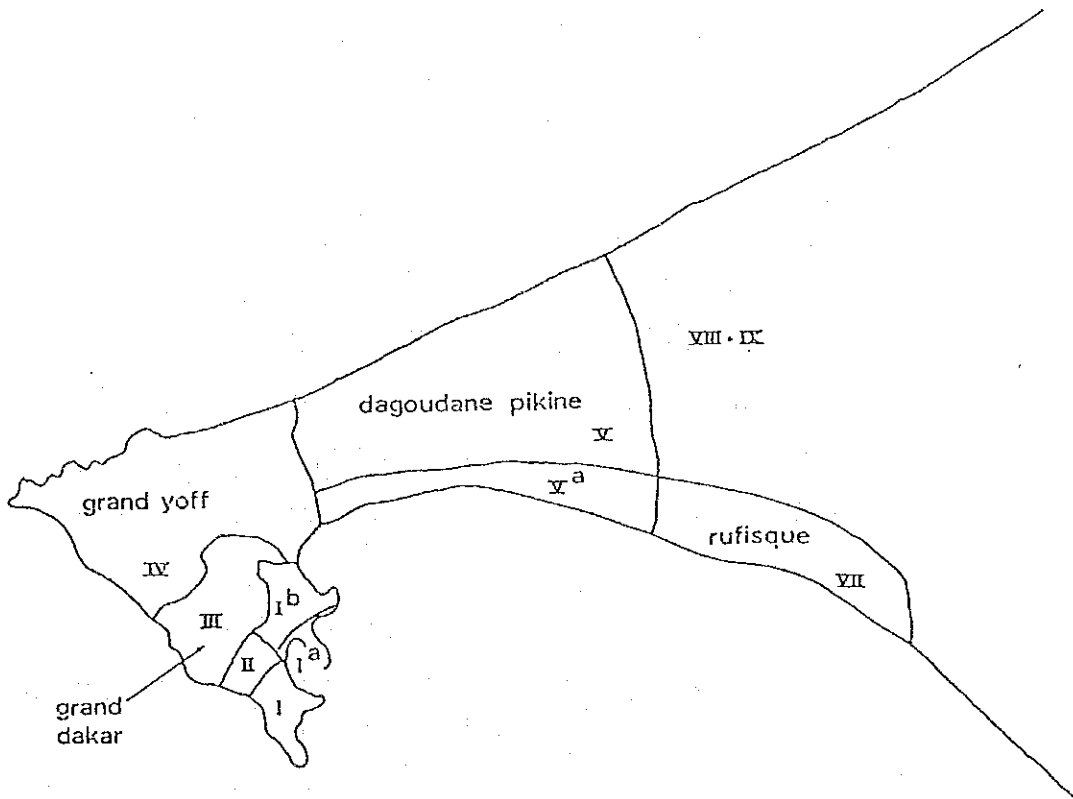 VIII · IX
dagoudane pikine
V
V a
grand yoff
rufisque
IV
VII
I b
III
I a
II
I
grand
dakar